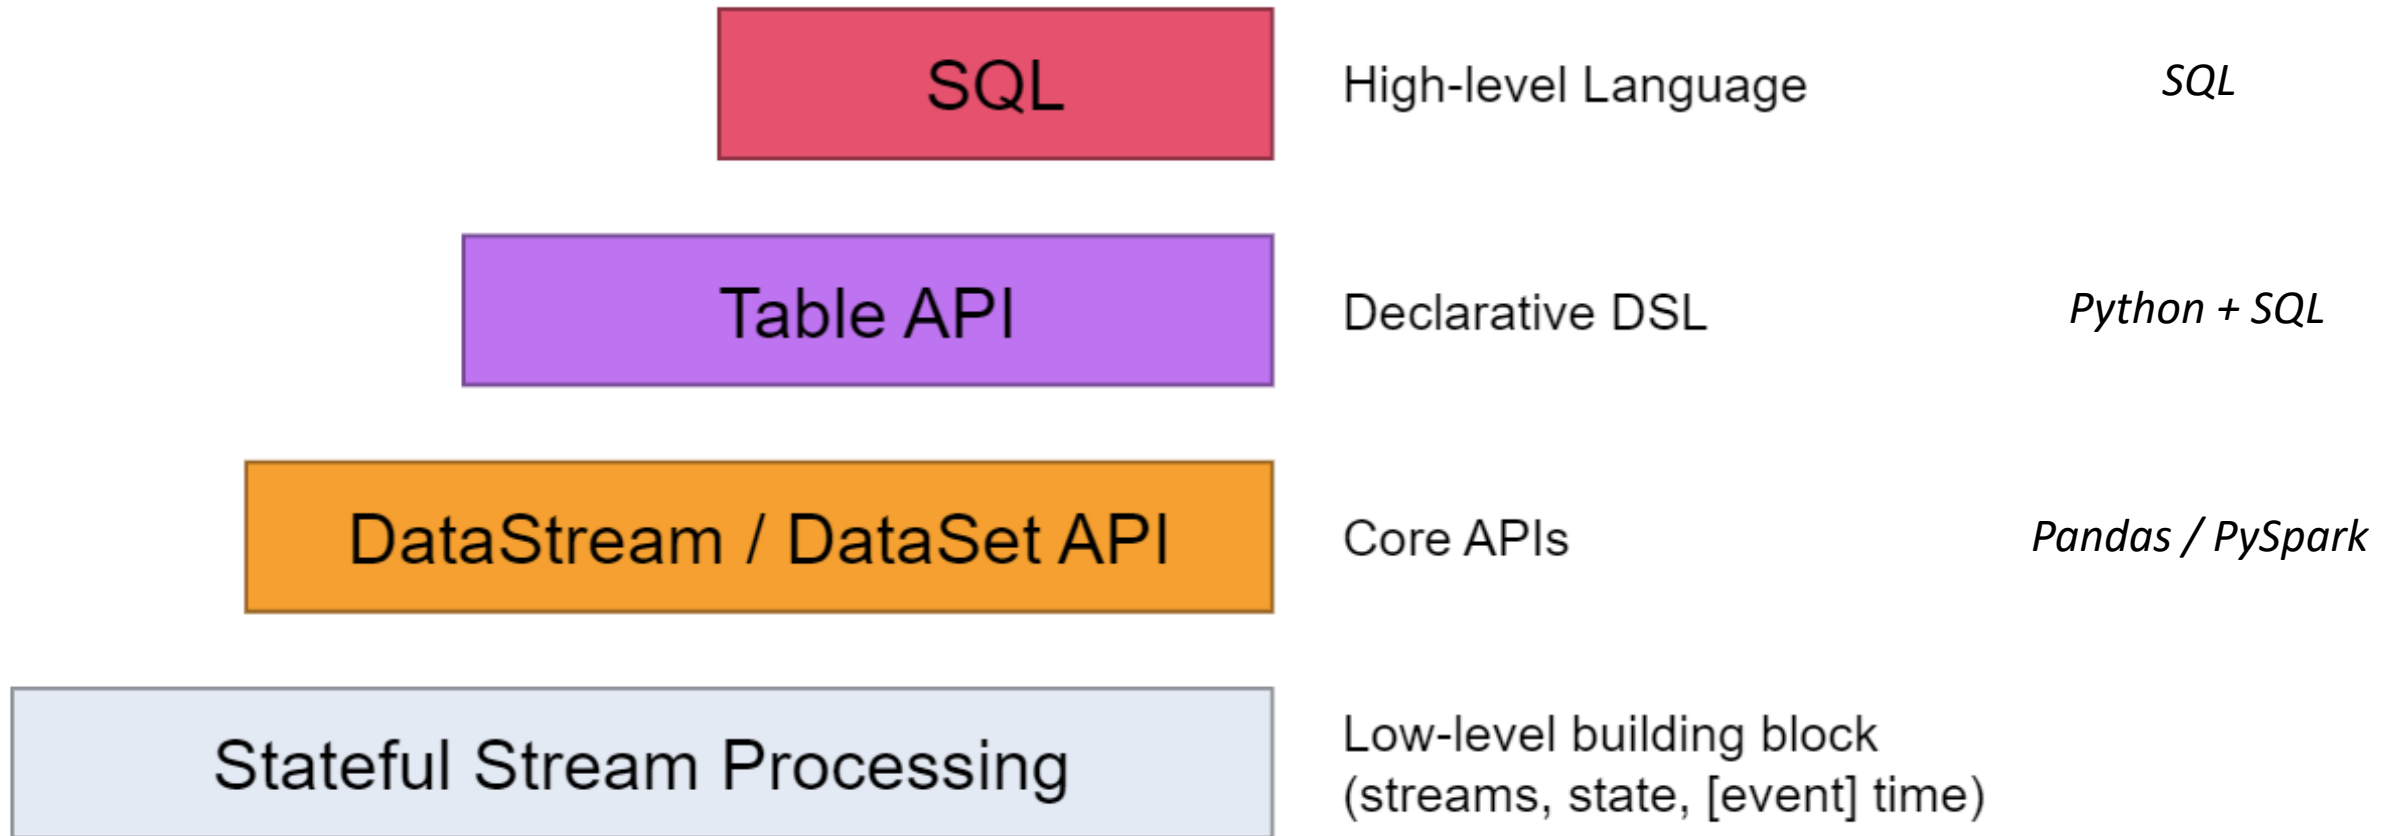 SQL
High-level Language
SQL
Table API
Declarative DSL
Python + SQL
DataStream / DataSet API
Core APIs
Pandas / PySpark
Stateful Stream Processing
Low-level building block
(streams, state, [event] time)